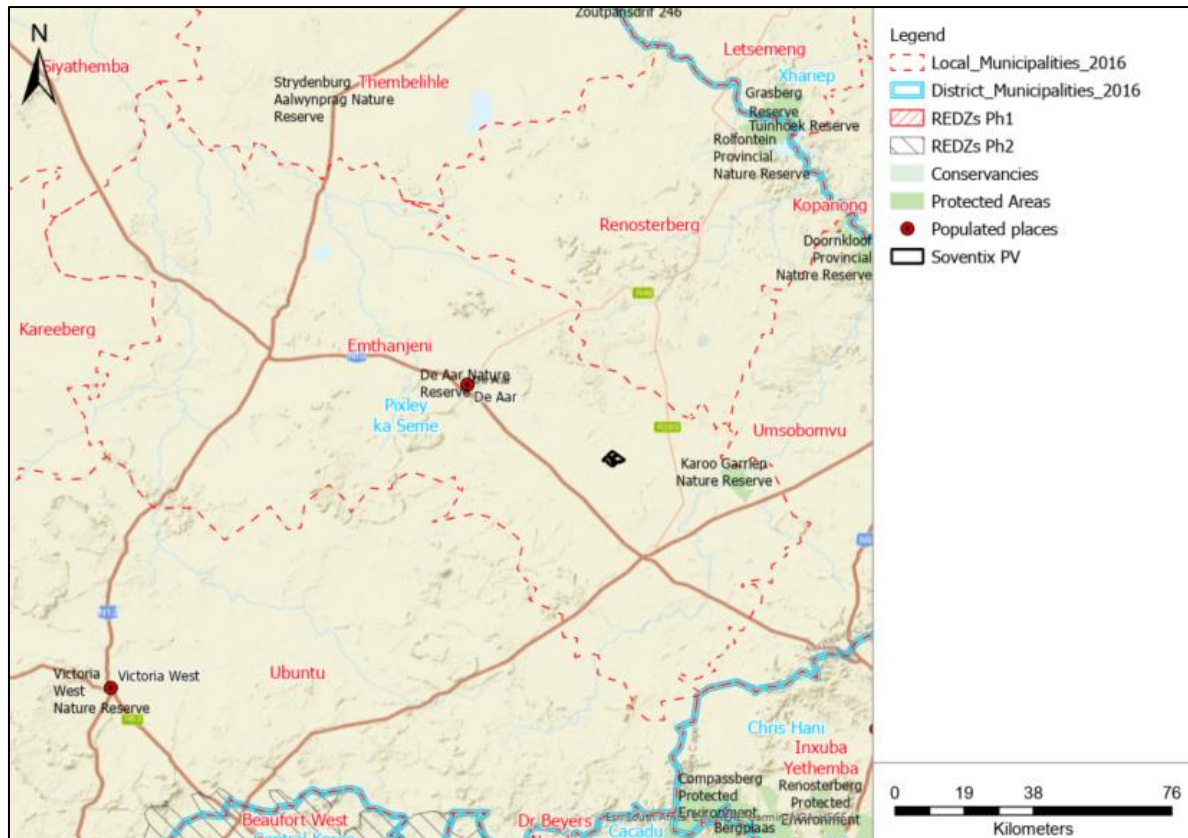 Zoutpansdrif 246
N
Siyathemba
Thembelihle
Strydenburg
Aalwynprag Nature
Reserve
Letsemeng
Xhariep
Grasberg
Reserve
Tuinhoek Reserve
Rolfontein
Provincial
Nature Reserve
Renosterberg
Kopanong
Doornkloof
Provincial
Nature Reserve
Kareeberg
Emthanjeni
De Aar Nature
Reserve
De Aar
De Aar
Pixley
ka Seme
Umsobomvu
Karoo Garriep
Nature Reserve
Victoria
West
Nature Reserve
Victoria West
Ubuntu
Chris Hani
Inxuba
Yethemba
Compassberg
Protected
Environment
Renosterberg
Protected
Environment
Bergplaas
Beaufort West
Dr Beyers
Cacadu
Legend
Local_Municipalities_2016
District_Municipalities_2016
REDZs Ph1
REDZs Ph2
Conservancies
Protected Areas
Populated places
Soventix PV
0 19 38 76
Kilometers